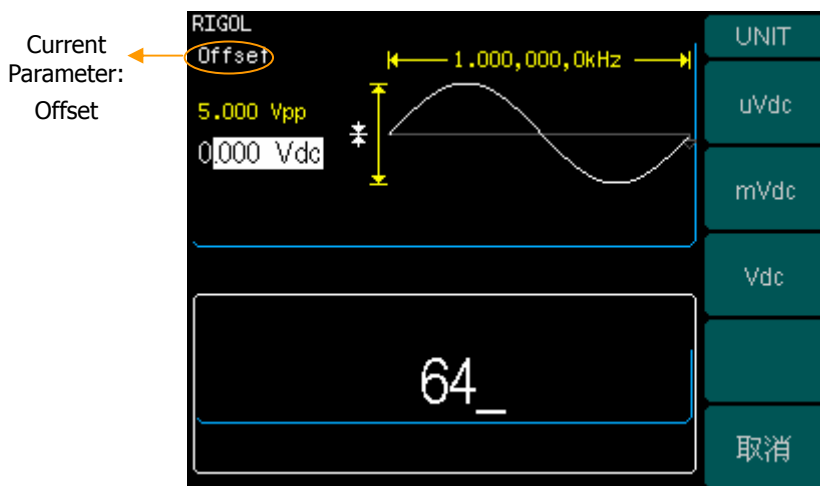 Current
Parameter:
Offset
RIGOL
Offset
1.000,000,0kHz
5.000 Vpp
0.000 Vdc
64_
UNIT
uVdc
mVdc
Vdc
取消